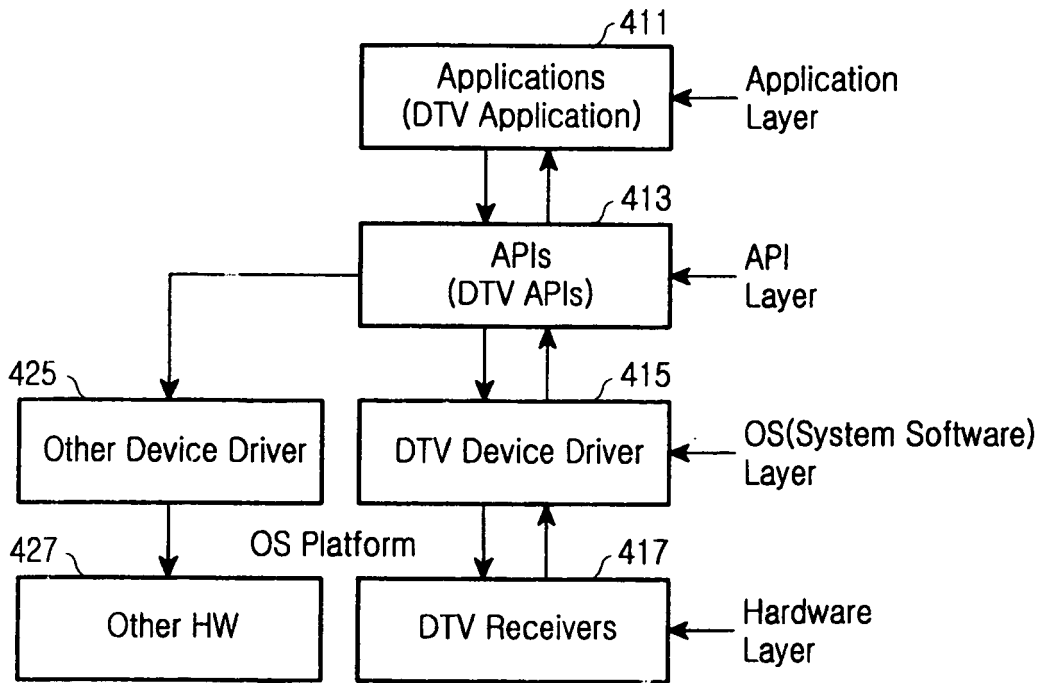 411
Applications
(DTV Application)
Application
Layer
413
APIs
(DTV APIs)
API
Layer
425
Other Device Driver
415
DTV Device Driver
OS(System Software)
Layer
OS Platform
427
Other HW
417
DTV Receivers
Hardware
Layer